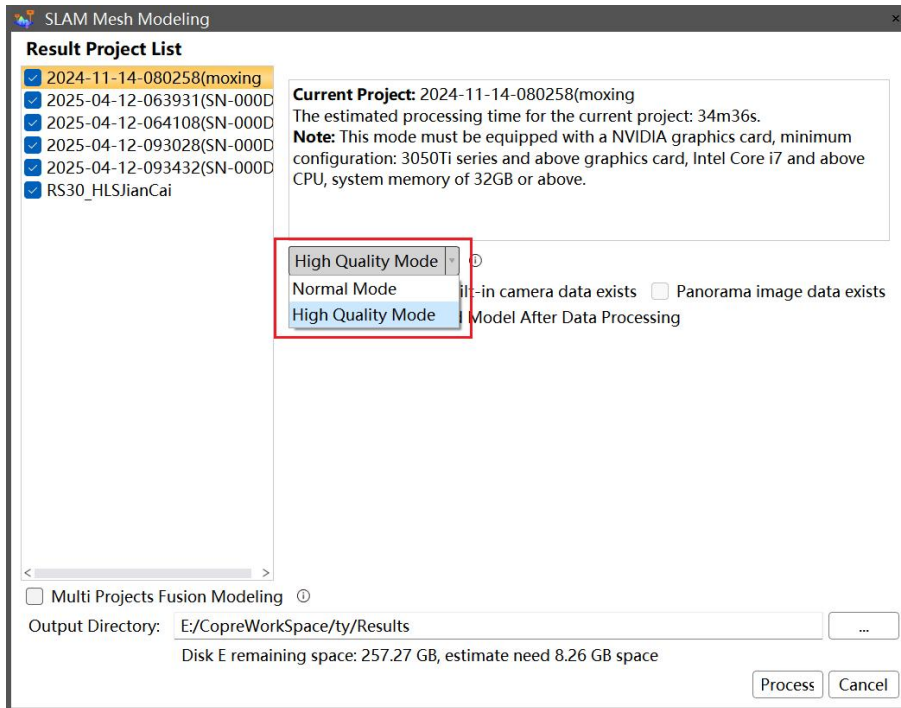 SLAM Mesh Modeling
Result Project List
2024-11-14-080258(moxing
2025-04-12-063931(SN-000D
2025-04-12-064108(SN-000D
2025-04-12-093028(SN-000D
2025-04-12-093432(SN-000D
RS30_HLSJianCai
Current Project: 2024-11-14-080258(moxing
The estimated processing time for the current project: 34m36s.
Note: This mode must be equipped with a NVIDIA graphics card, minimum
configuration: 3050Ti series and above graphics card, Intel Core i7 and above
CPU, system memory of 32GB or above.
High Quality Mode
Normal Mode
High Quality Mode
-in camera data exists
Panorama image data exists
Model After Data Processing
Multi Projects Fusion Modeling
Output Directory: E:/CopreWorkSpace/ty/Results
...
Disk E remaining space: 257.27 GB, estimate need 8.26 GB space
Process
Cancel